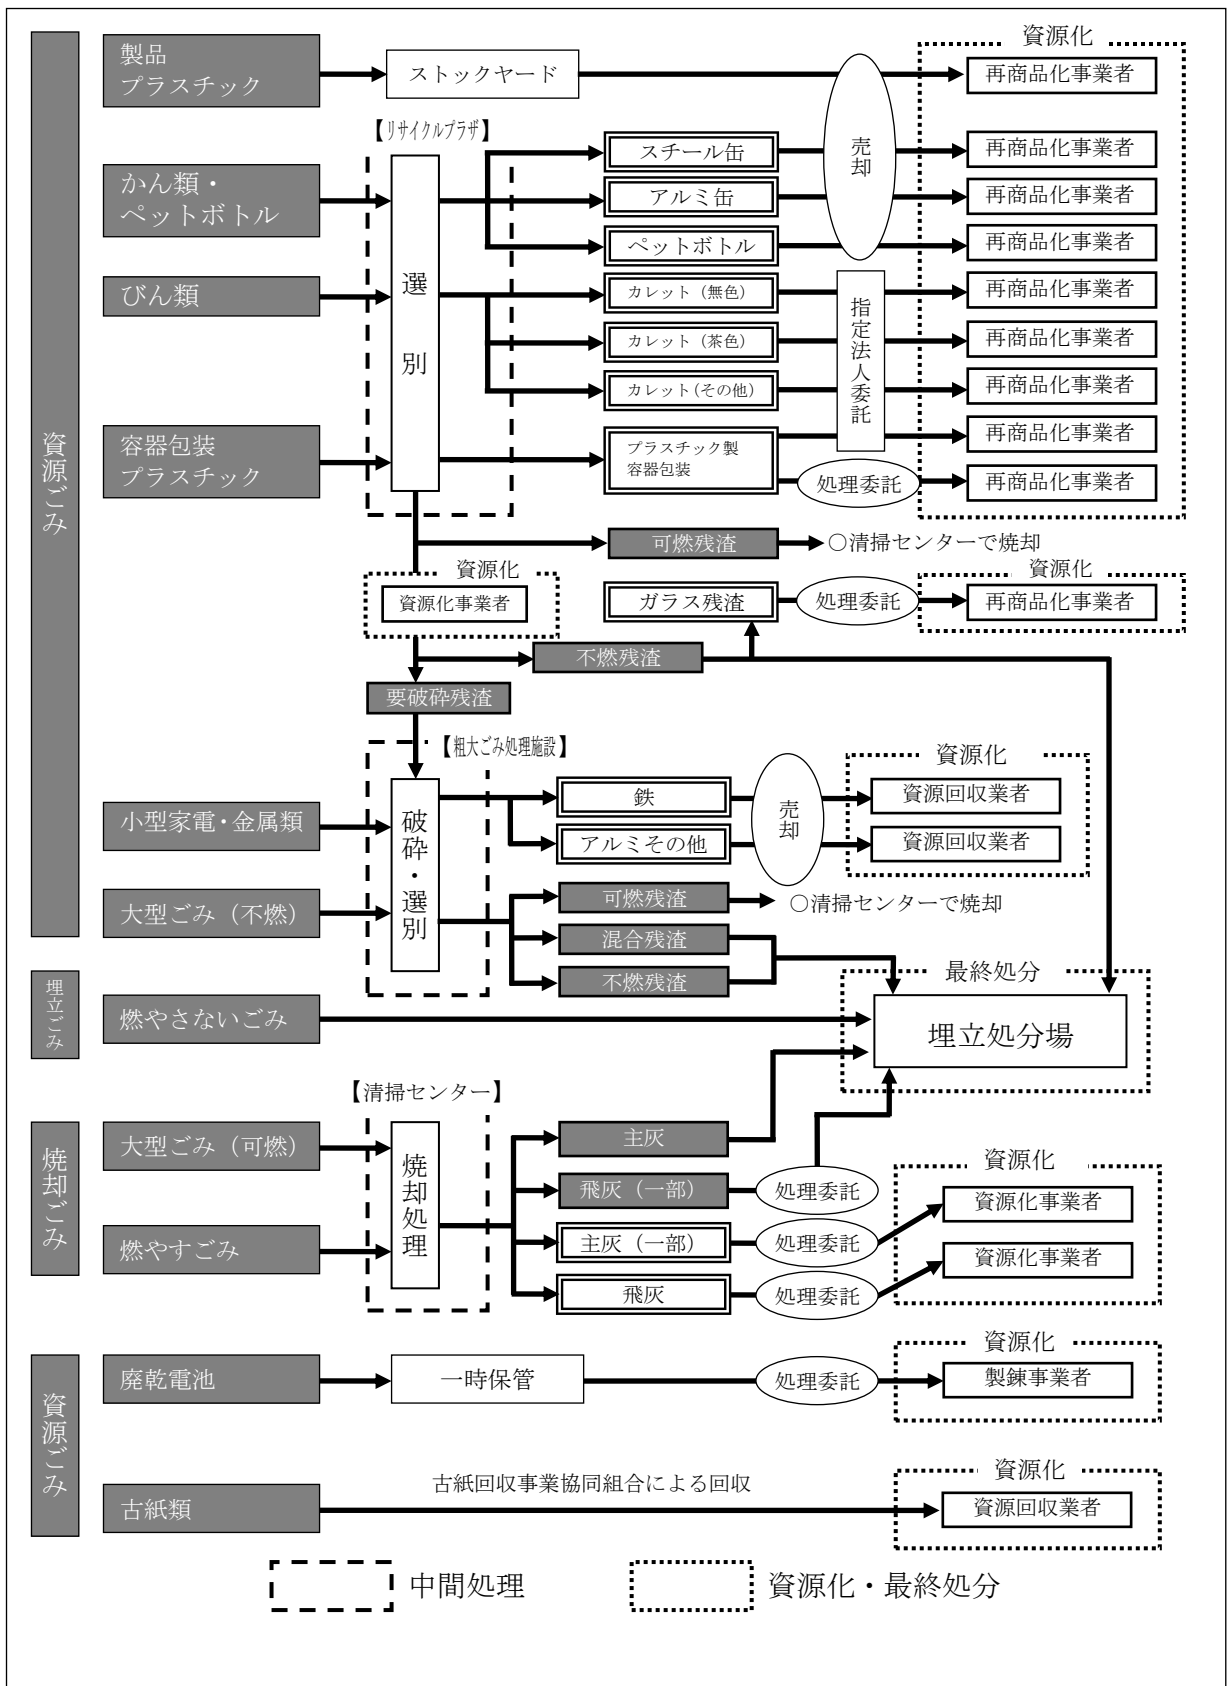 資源ごみ
製品
プラスチック
ストックヤード
売却
資源化
再商品化事業者
【リサイクルプラザ】
かん類・
ペットボトル
選別
スチール缶
再商品化事業者
アルミ缶
再商品化事業者
ペットボトル
再商品化事業者
びん類
カレット（無色）
指定法人委託
再商品化事業者
カレット（茶色）
再商品化事業者
カレット（その他）
再商品化事業者
容器包装
プラスチック
プラスチック製
容器包装
再商品化事業者
処理委託
再商品化事業者
可燃残渣
○清掃センターで焼却
資源化
資源化事業者
ガラス残渣
処理委託
資源化
再商品化事業者
不燃残渣
要破砕残渣
【粗大ごみ処理施設】
小型家電・金属類
破砕・選別
鉄
売却
資源化
資源回収業者
アルミその他
資源回収業者
大型ごみ（不燃）
可燃残渣
○清掃センターで焼却
混合残渣
不燃残渣
埋立ごみ
燃やさないごみ
最終処分
埋立処分場
【清掃センター】
焼却ごみ
大型ごみ（可燃）
焼却処理
主灰
飛灰（一部）
処理委託
資源化
燃やすごみ
主灰（一部）
処理委託
資源化事業者
飛灰
処理委託
資源化事業者
資源ごみ
廃乾電池
一時保管
処理委託
資源化
製錬事業者
古紙類
古紙回収事業協同組合による回収
資源化
資源回収業者
中間処理
資源化・最終処分